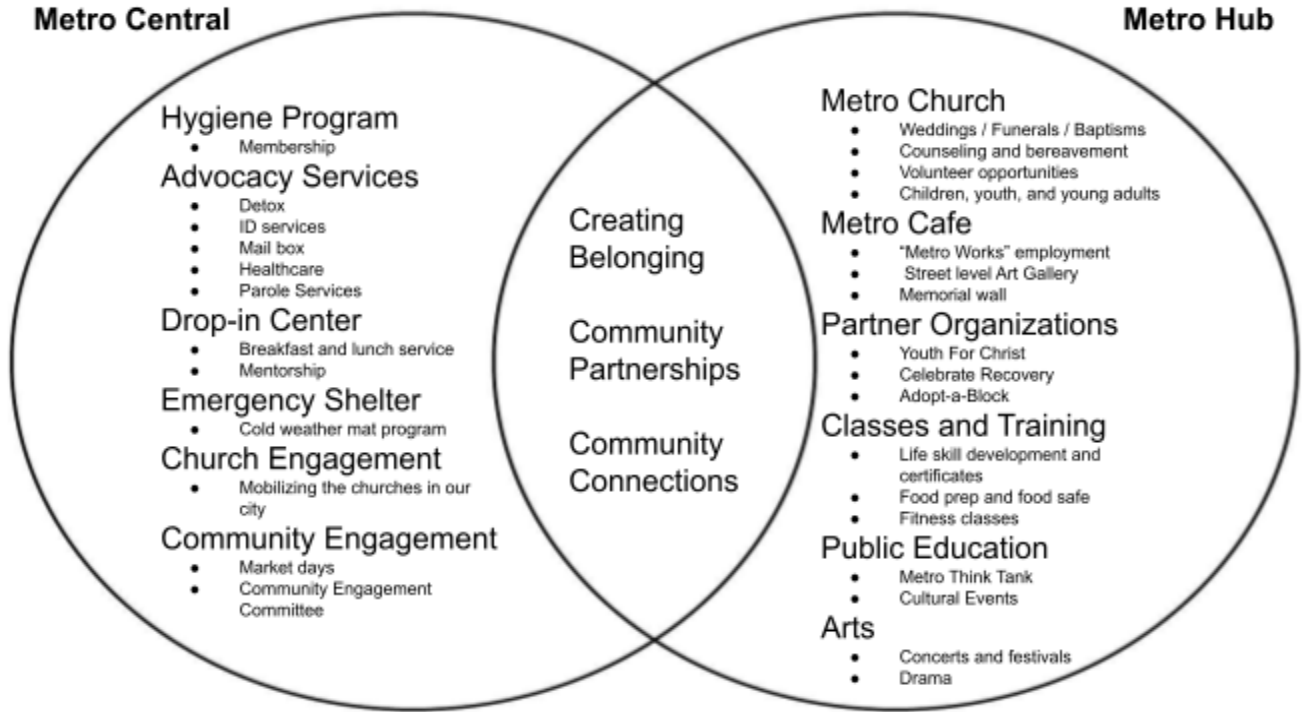 Metro Central
Metro Hub
Hygiene Program
● Membership
Advocacy Services
● Detox
● ID services
● Mail box
● Healthcare
● Parole Services
Drop-in Center
● Breakfast and lunch service
● Mentorship
Emergency Shelter
● Cold weather mat program
Church Engagement
● Mobilizing the churches in our
city
Community Engagement
● Market days
● Community Engagement
Committee
Creating
Belonging
Community
Partnerships
Community
Connections
Metro Church
● Weddings / Funerals / Baptisms
● Counseling and bereavement
● Volunteer opportunities
● Children, youth, and young adults
Metro Cafe
● “Metro Works” employment
● Street level Art Gallery
● Memorial wall
Partner Organizations
● Youth For Christ
● Celebrate Recovery
● Adopt-a-Block
Classes and Training
● Life skill development and
certificates
● Food prep and food safe
● Fitness classes
Public Education
● Metro Think Tank
● Cultural Events
Arts
● Concerts and festivals
● Drama